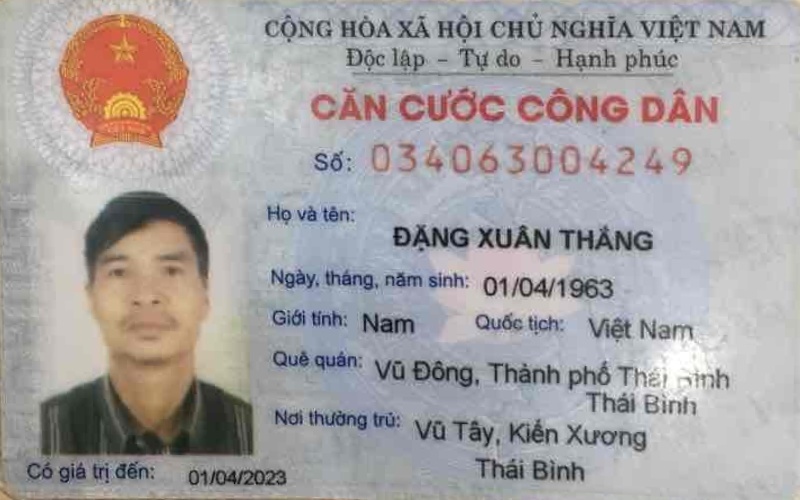 CỘNG HÒA XÃ HỘI CHỦ NGHĨA VIỆT NAM
Độc lập – Tự do – Hạnh phúc
CĂN CƯỚC CÔNG DÂN
Số: 034063004249
Họ và tên:
ĐẶNG XUÂN THẮNG
Ngày, tháng, năm sinh: 01/04/1963
Giới tính: Nam Quốc tịch: Việt Nam
Quê quán: Vũ Đông, Thành phố Thái Bình
Thái Bình
Nơi thường trú: Vũ Tây, Kiến Xương
Thái Bình
Có giá trị đến: 01/04/2023